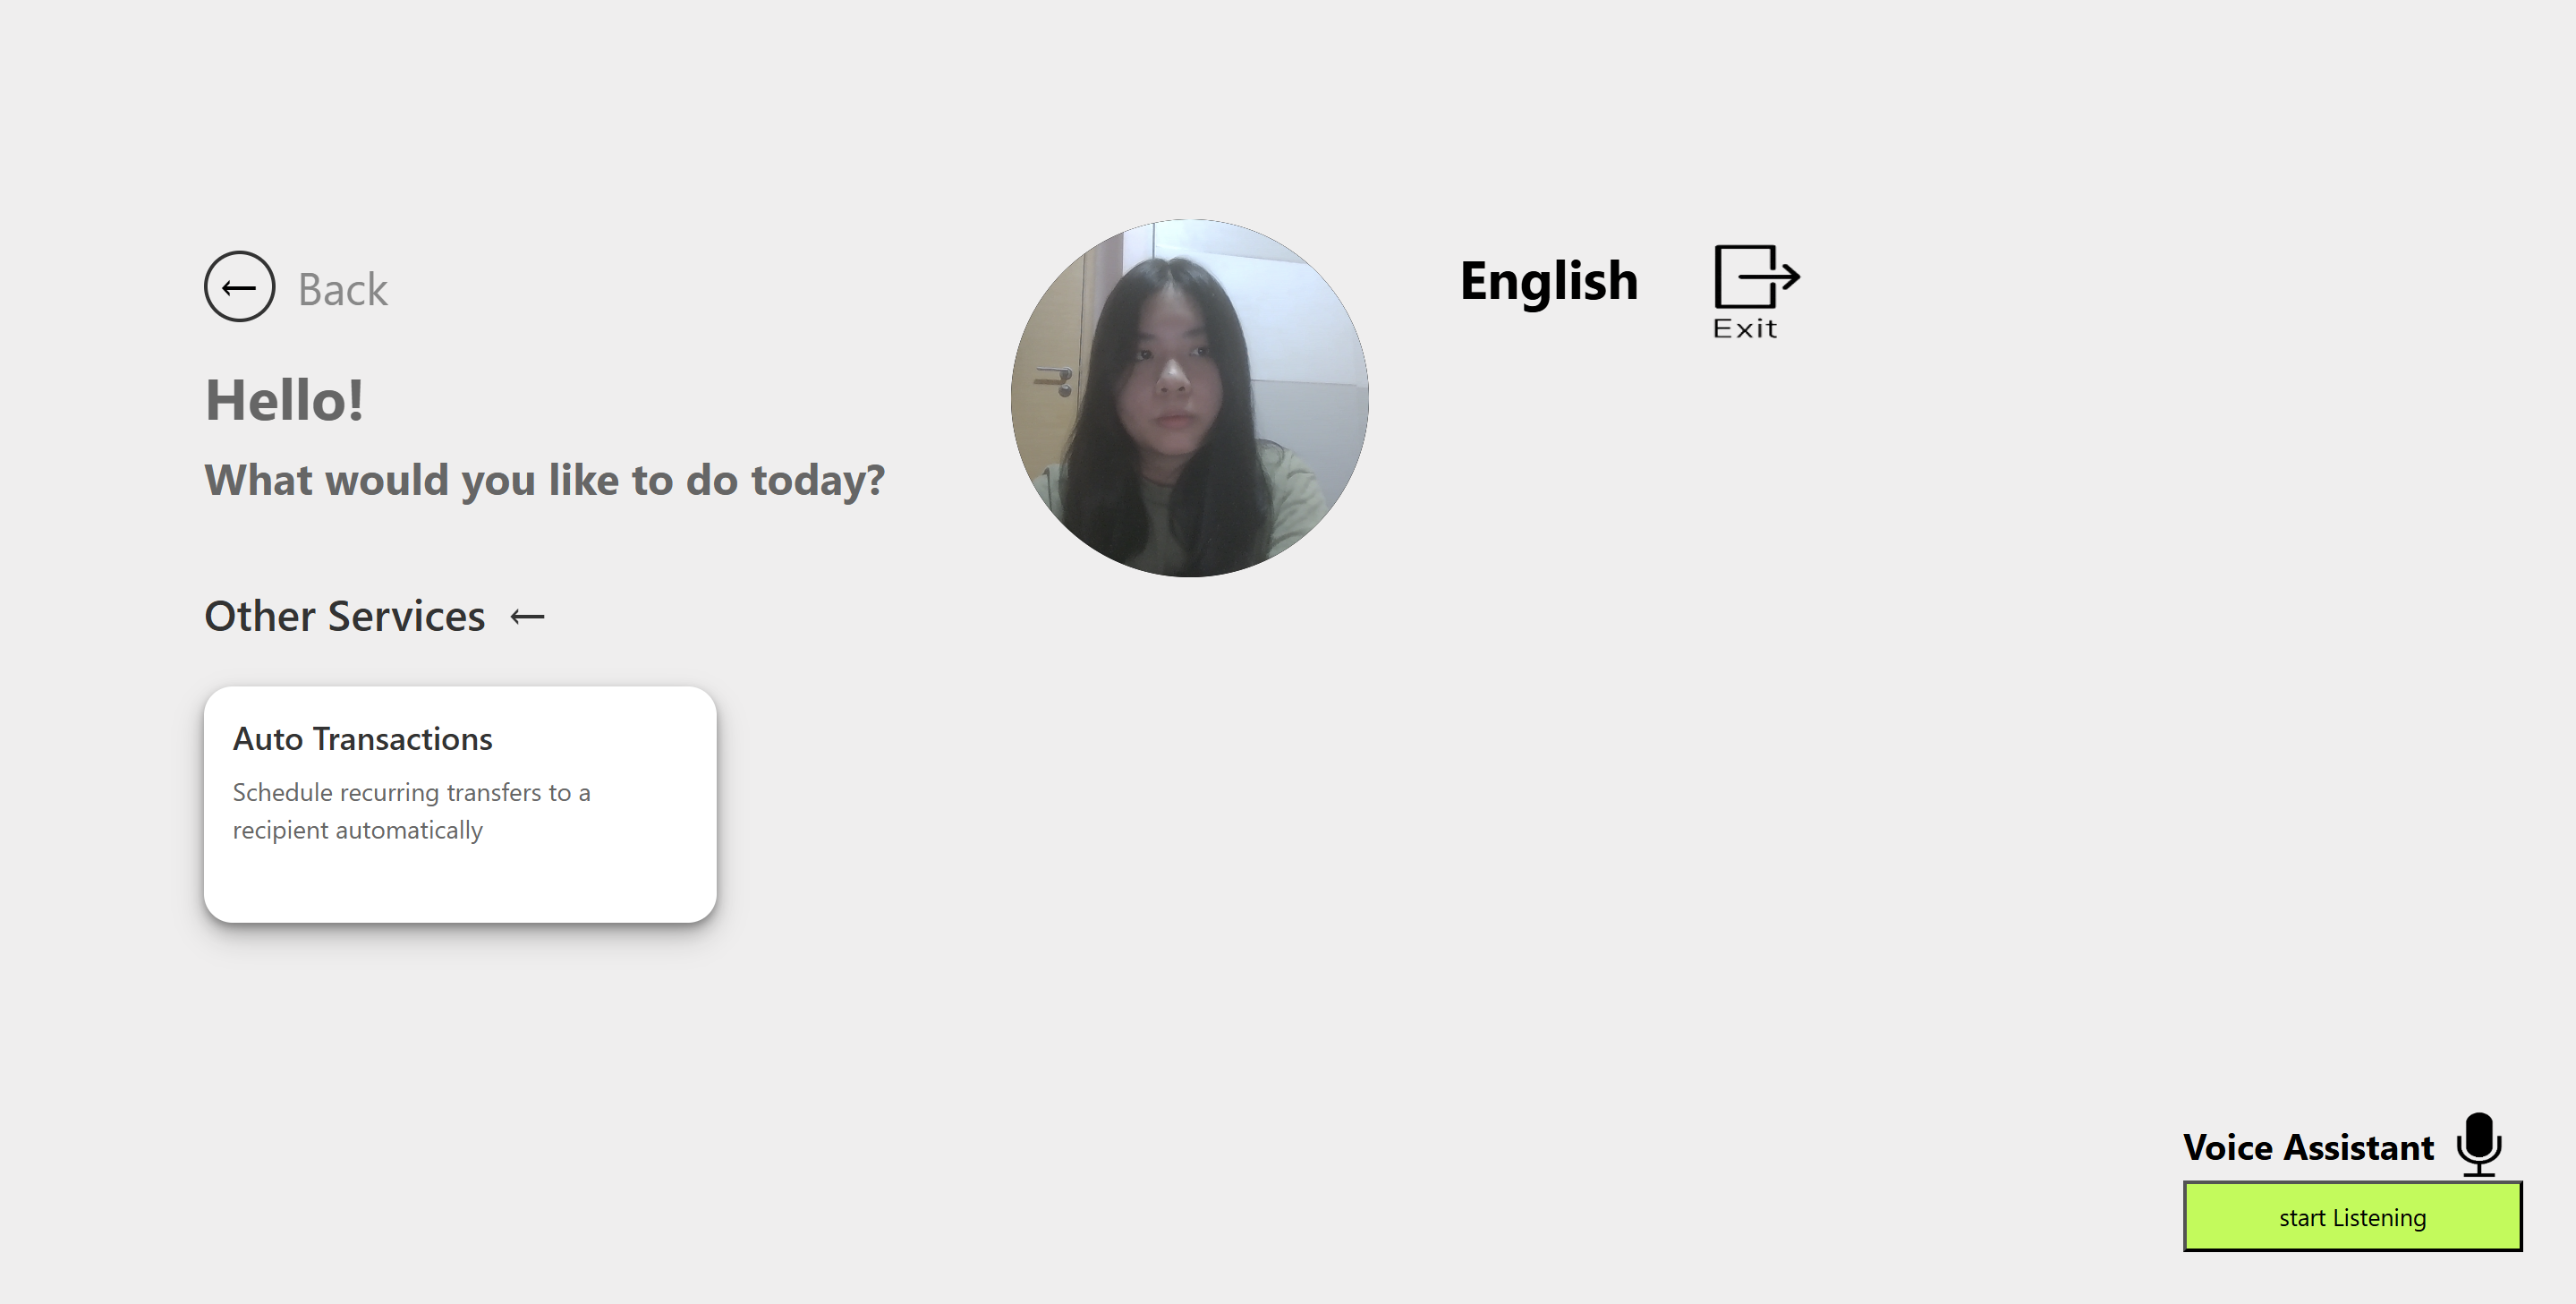 Back
English
Exit
Hello!
What would you like to do today?
Other Services
Auto Transactions
Schedule recurring transfers to a
recipient automatically
Voice Assistant
start Listening